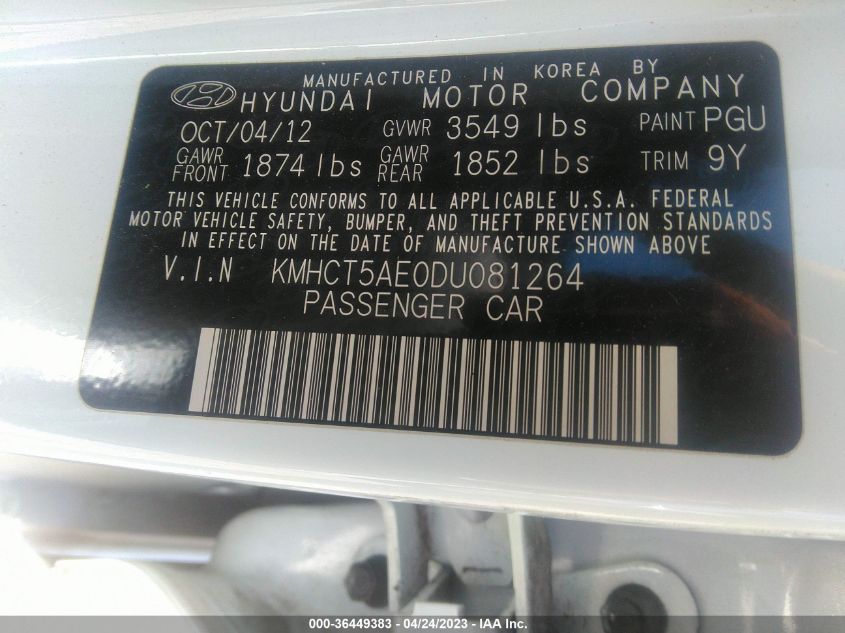 MANUFACTURED IN KOREA BY
HYUNDAI MOTOR COMPANY
OCT/04/12 GVWR 3549 lbs PAINT PGU
GAWR FRONT 1874 lbs GAWR REAR 1852 lbs TRIM 9Y
THIS VEHICLE CONFORMS TO ALL APPLICABLE U.S.A. FEDERAL
MOTOR VEHICLE SAFETY, BUMPER, AND THEFT PREVENTION STANDARDS
IN EFFECT ON THE DATE OF MANUFACTURE SHOWN ABOVE
V.I.N KMHCT5AE0DU081264
PASSENGER CAR
000-36449383 - 04/24/2023 - IAA Inc.